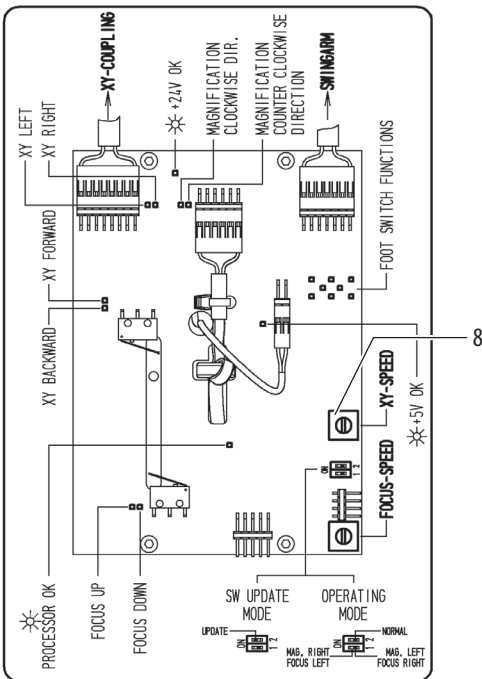 XY-COUPLING
XY LEFT
XY RIGHT
+24V OK
MAGNIFICATION
CLOCKWISE DIR.
MAGNIFICATION
COUNTER CLOCKWISE
DIRECTION
SWINGARM
FOOT SWITCH FUNCTIONS
XY FORWARD
XY BACKWARD
8
XY-SPEED
+5V OK
FOCUS-SPEED
ON
1 2
PROCESSOR OK
FOCUS UP
FOCUS DOWN
SW UPDATE
MODE
OPERATING
MODE
UPDATE
ON
1 2
NORMAL
ON
1 2
MAG. RIGHT
FOCUS LEFT
MAG. LEFT
FOCUS RIGHT